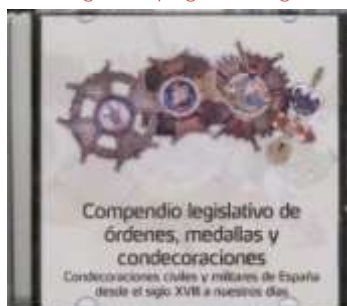 Compendio legislativo de
órdenes, medallas y
condecoraciones
Condecoraciones civiles y militares de España
desde el siglo XVIII a nuestros días